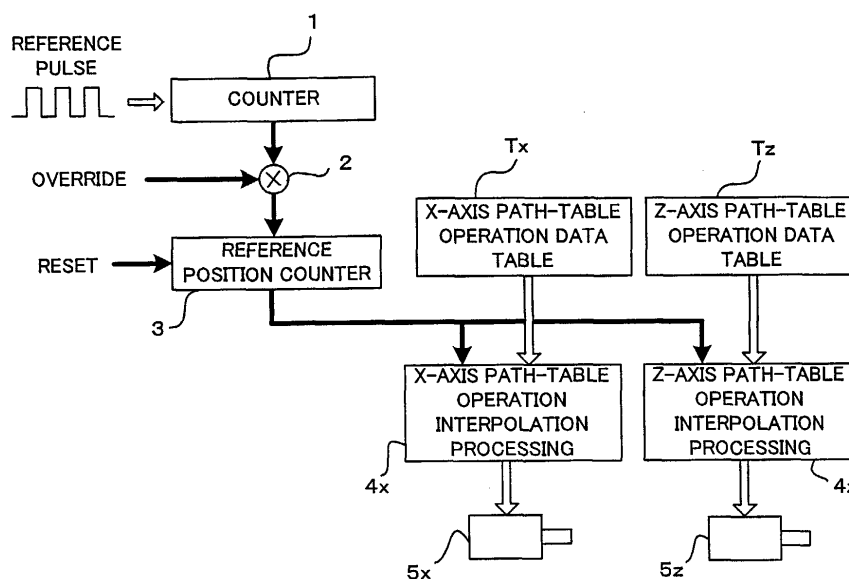 1
REFERENCE
PULSE
COUNTER
OVERRIDE
2
Tx
Tz
X-AXIS PATH-TABLE
OPERATION DATA
TABLE
Z-AXIS PATH-TABLE
OPERATION DATA
TABLE
RESET
REFERENCE
POSITION COUNTER
3
X-AXIS PATH-TABLE
OPERATION
INTERPOLATION
PROCESSING
Z-AXIS PATH-TABLE
OPERATION
INTERPOLATION
PROCESSING
4x
4z
5x
5z